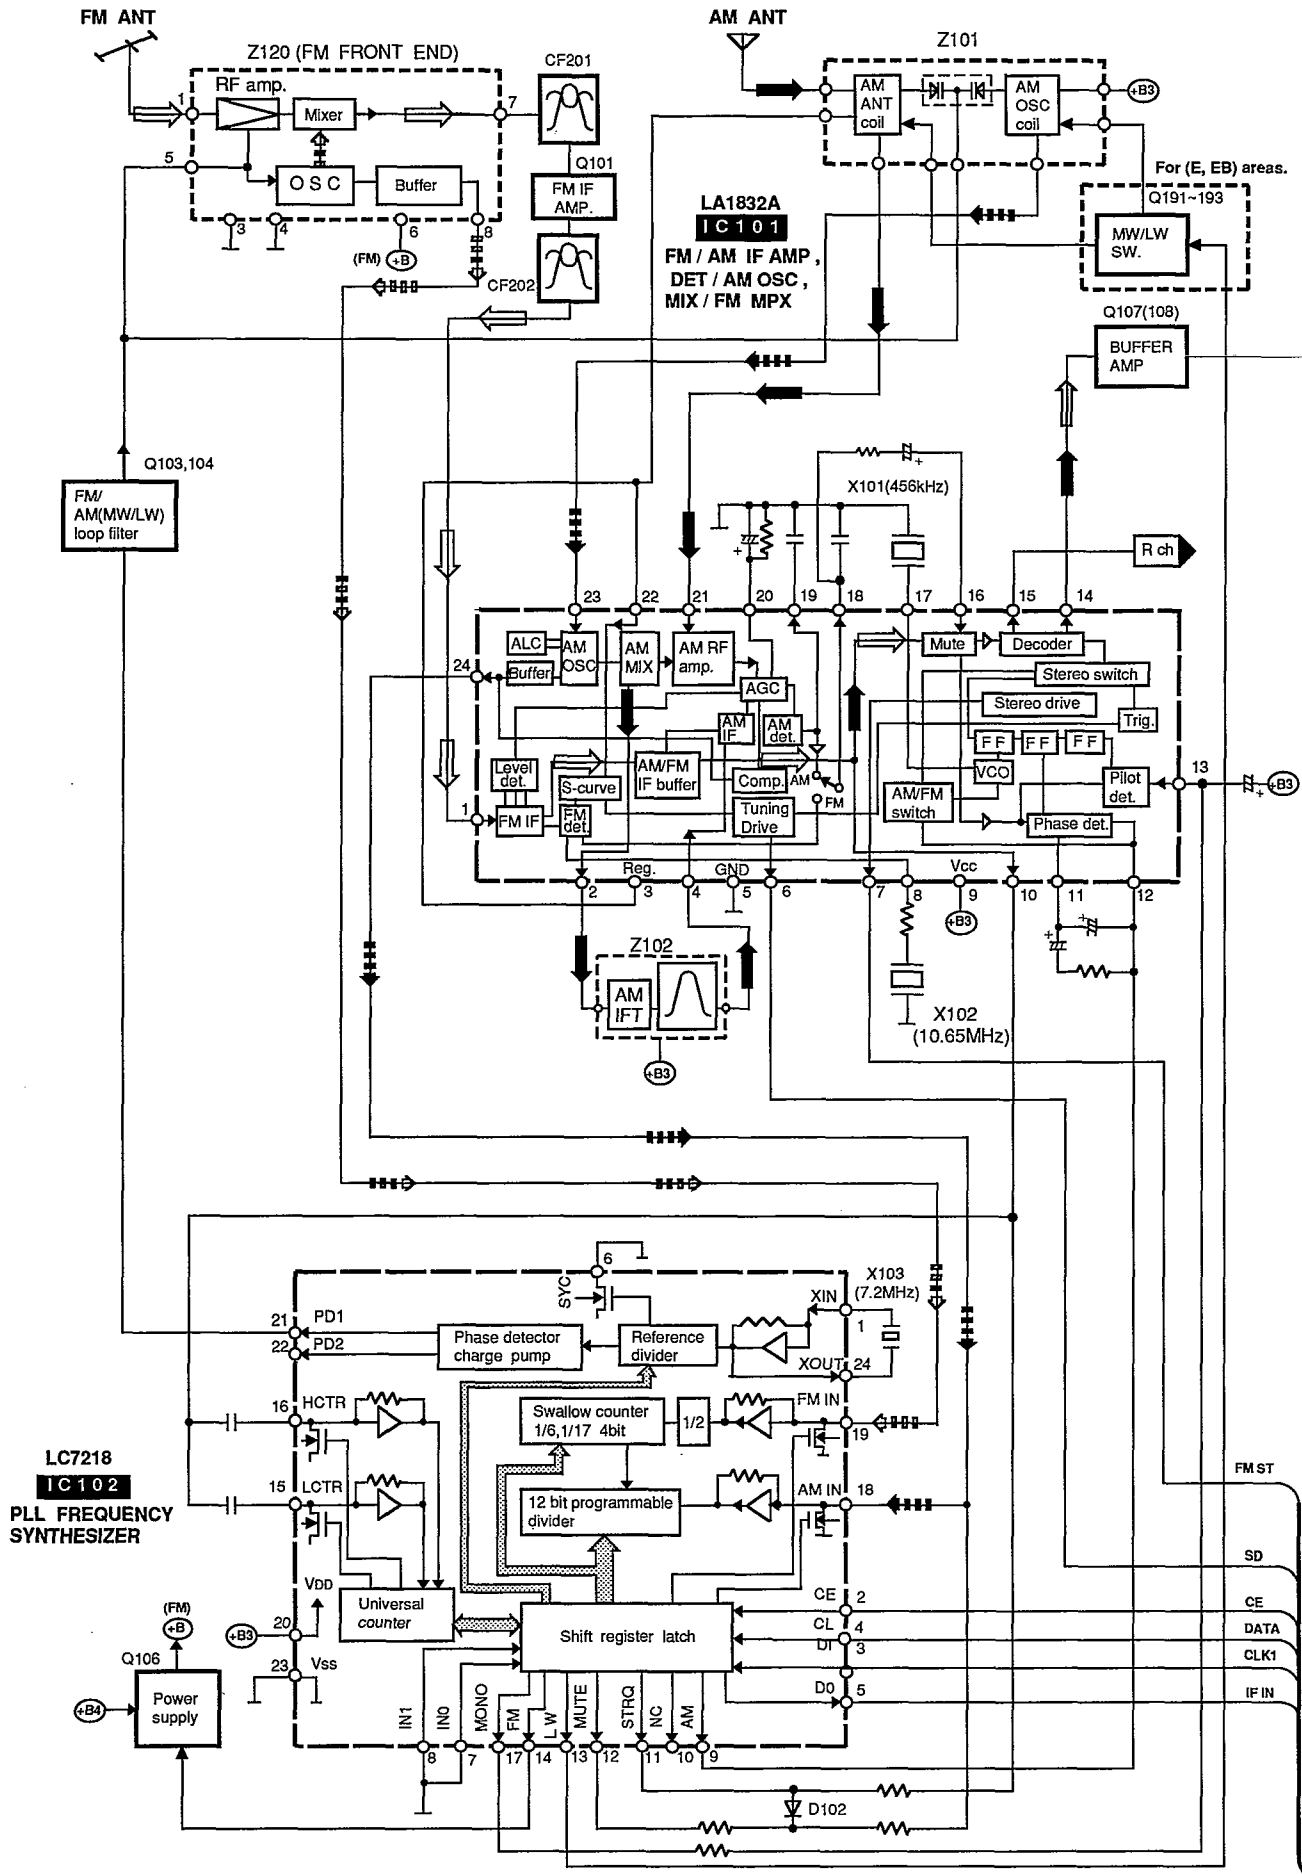 FM ANT
AM ANT
Z120 (FM FRONT END)
CF201
Z101
RF amp.
Mixer
1
7
5
OSC
Buffer
3
4
6
8
(FM) +B
Q101
FM IF
AMP.
CF202
AM
ANT
coil
AM
OSC
coil
+B3
For (E, EB) areas.
Q191~193
MW/LW
SW.
LA1832A
IC101
FM / AM IF AMP ,
DET / AM OSC ,
MIX / FM MPX
Q107(108)
BUFFER
AMP
Q103,104
FM/
AM(MW/LW)
loop filter
X101(456kHz)
+
+
R ch
23
22
21
20
19
18
17
16
15
14
ALC
Buffer
AM
OSC
AM
MIX
AM RF
amp.
AGC
AM
IF
AM
det.
Mute
Decoder
Stereo switch
Stereo drive
Trig.
FF
FF
FF
24
Level
det.
S-curve
AM/FM
IF buffer
Comp.
AM
FM
VCO
Pilot
det.
13
+
+B3
1
FM IF
FM
det.
Tuning
Drive
AM/FM
switch
Phase det.
Reg.
GND
Vcc
2
3
4
5
6
7
8
9
10
11
12
+B3
+
+
Z102
AM
IFT
+B3
X102
(10.65MHz)
6
SYC
X103
(7.2MHz)
XIN
1
21
PD1
22
PD2
Phase detector
charge pump
Reference
divider
XOUT
24
16
HCTR
Swallow counter
1/6,1/17 4bit
1/2
FM IN
19
LC7218
IC102
PLL FREQUENCY
SYNTHESIZER
15
LCTR
12 bit programmable
divider
AM IN
18
FM ST
SD
VDD
Universal
counter
Shift register latch
CE
2
CL
4
DI
3
D0
5
CE
DATA
CLK1
IF IN
(FM)
+B
+B3
20
23
Vss
Q106
+B4
Power
supply
IN1
IN0
MONO
FM
LW
MUTE
STRQ
NC
AM
8
7
17
14
13
12
11
10
9
D102